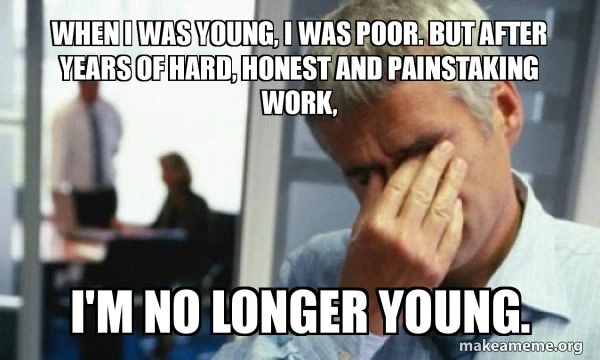 WHEN I WAS YOUNG, I WAS POOR. BUT AFTER
YEARS OF HARD, HONEST AND PAINSTAKING
WORK,
I'M NO LONGER YOUNG.
makeameme.org